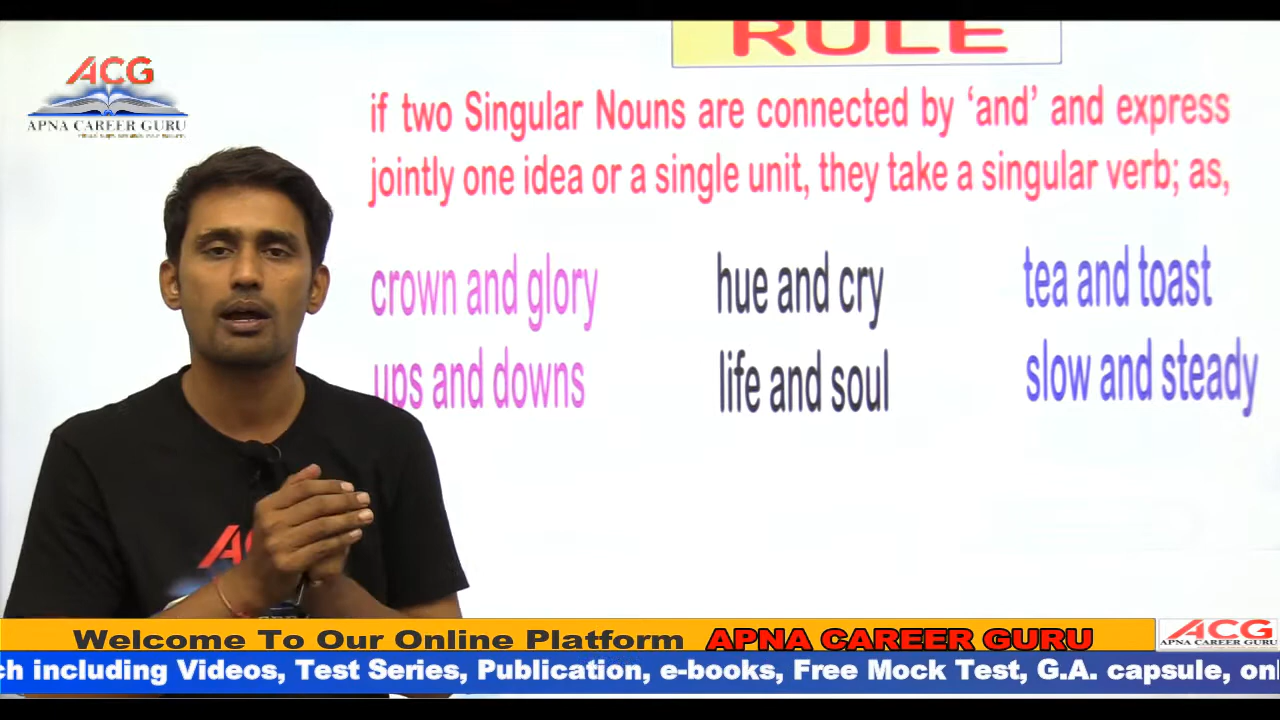 RULE
ACG
APNA CAREER GURU
if two Singular Nouns are connected by ‘and’ and express
jointly one idea or a single unit, they take a singular verb; as,
crown and glory hue and cry tea and toast
ups and downs life and soul slow and steady
Welcome To Our Online Platform APNA CAREER GURU
ACG
APNA CAREER GURU
ch including Videos, Test Series, Publication, e-books, Free Mock Test, G.A. capsule, onl